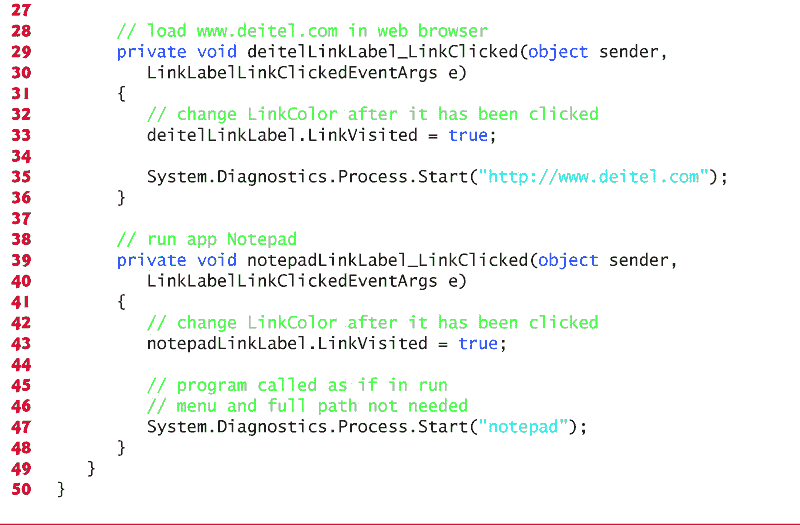 27
28 // load www.deitel.com in web browser
29 private void deitelLinkLabel_LinkClicked(object sender,
30 LinkLabelLinkClickedEventArgs e)
31 {
32 // change LinkColor after it has been clicked
33 deitelLinkLabel.LinkVisited = true;
34
35 System.Diagnostics.Process.Start("http://www.deitel.com");
36 }
37
38 // run app Notepad
39 private void notepadLinkLabel_LinkClicked(object sender,
40 LinkLabelLinkClickedEventArgs e)
41 {
42 // change LinkColor after it has been clicked
43 notepadLinkLabel.LinkVisited = true;
44
45 // program called as if in run
46 // menu and full path not needed
47 System.Diagnostics.Process.Start("notepad");
48 }
49 }
50 }